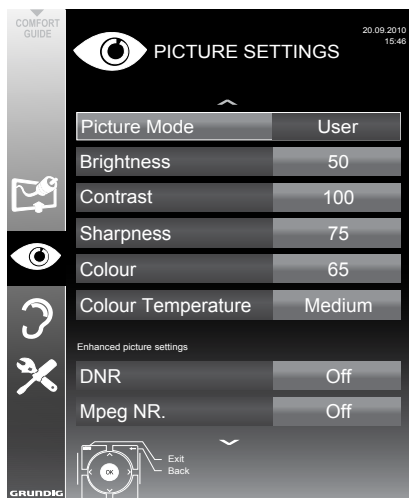 COMFORT
GUIDE
PICTURE SETTINGS
20.09.2010
15:46
Picture Mode User
Brightness 50
Contrast 100
Sharpness 75
Colour 65
Colour Temperature Medium
Enhanced picture settings
DNR Off
Mpeg NR. Off
Exit
Back
OK
GRUNDIG